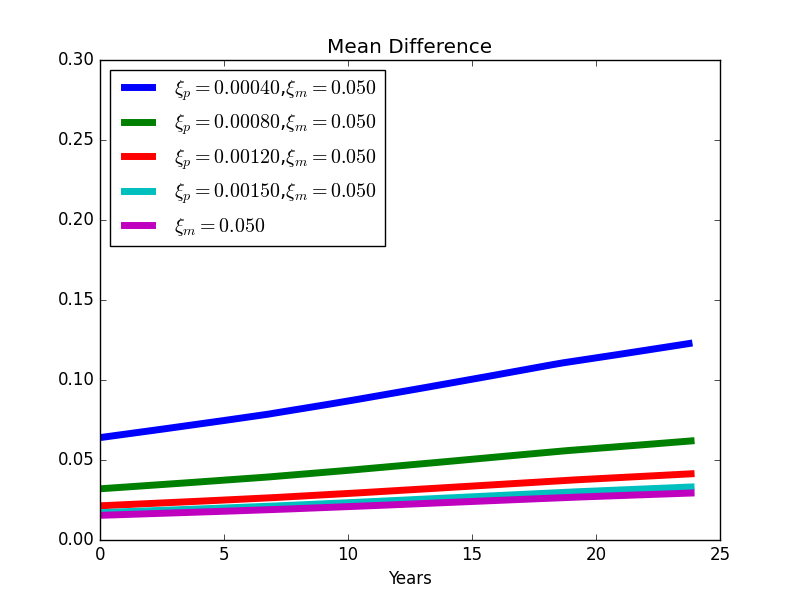 Mean Difference
0.30
0.25
0.20
0.15
0.10
0.05
0.00
ξp = 0.00040,ξm = 0.050
ξp = 0.00080,ξm = 0.050
ξp = 0.00120,ξm = 0.050
ξp = 0.00150,ξm = 0.050
ξm = 0.050
0 5 10 15 20 25
Years